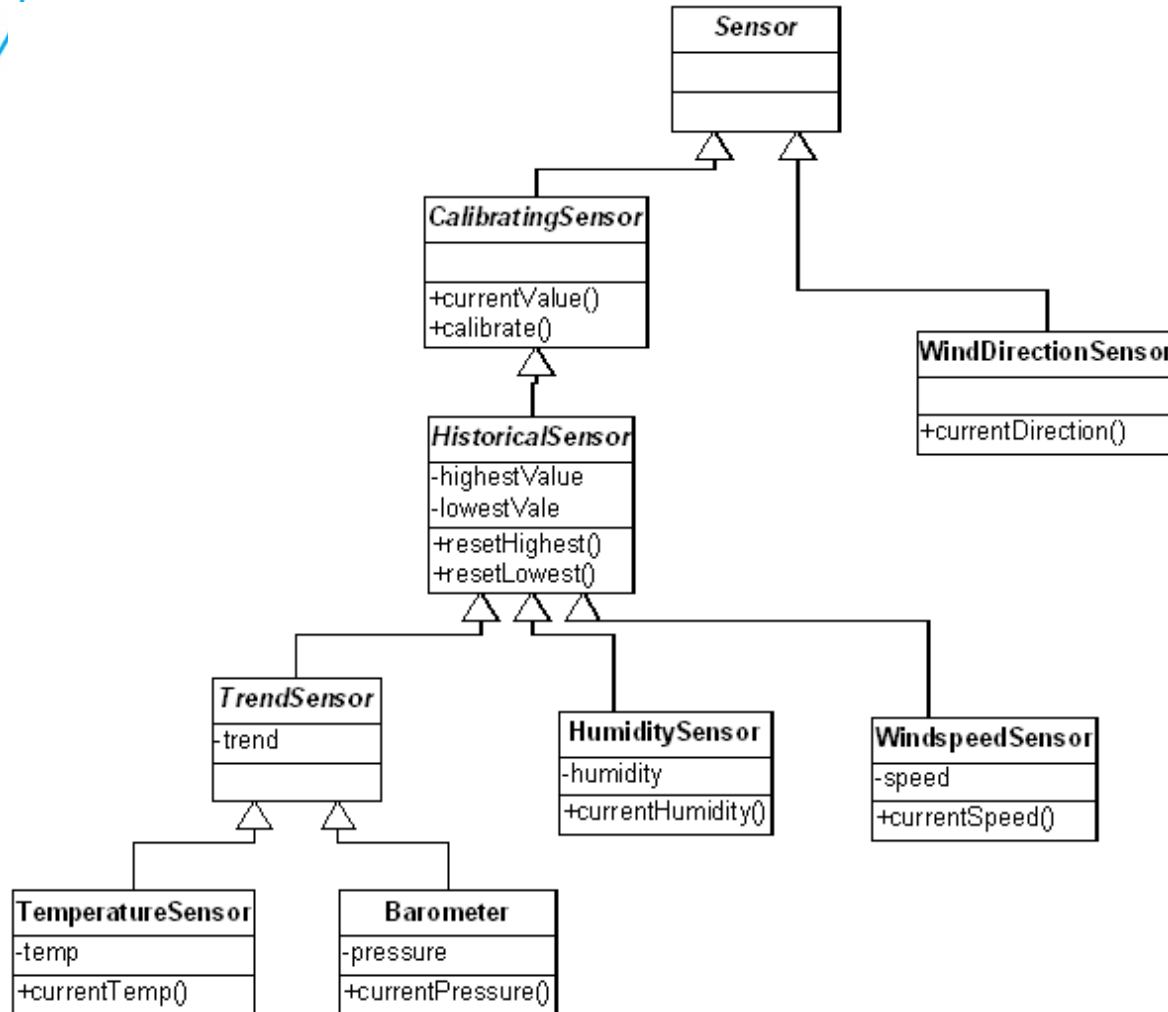 Sensor
CalibratingSensor
+currentValue()
+calibrate()
WindDirectionSensor
+currentDirection()
HistoricalSensor
-highestValue
-lowestVale
+resetHighest()
+resetLowest()
TrendSensor
-trend
HumiditySensor
-humidity
+currentHumidity()
WindspeedSensor
-speed
+currentSpeed()
TemperatureSensor
-temp
+currentTemp()
Barometer
-pressure
+currentPressure()